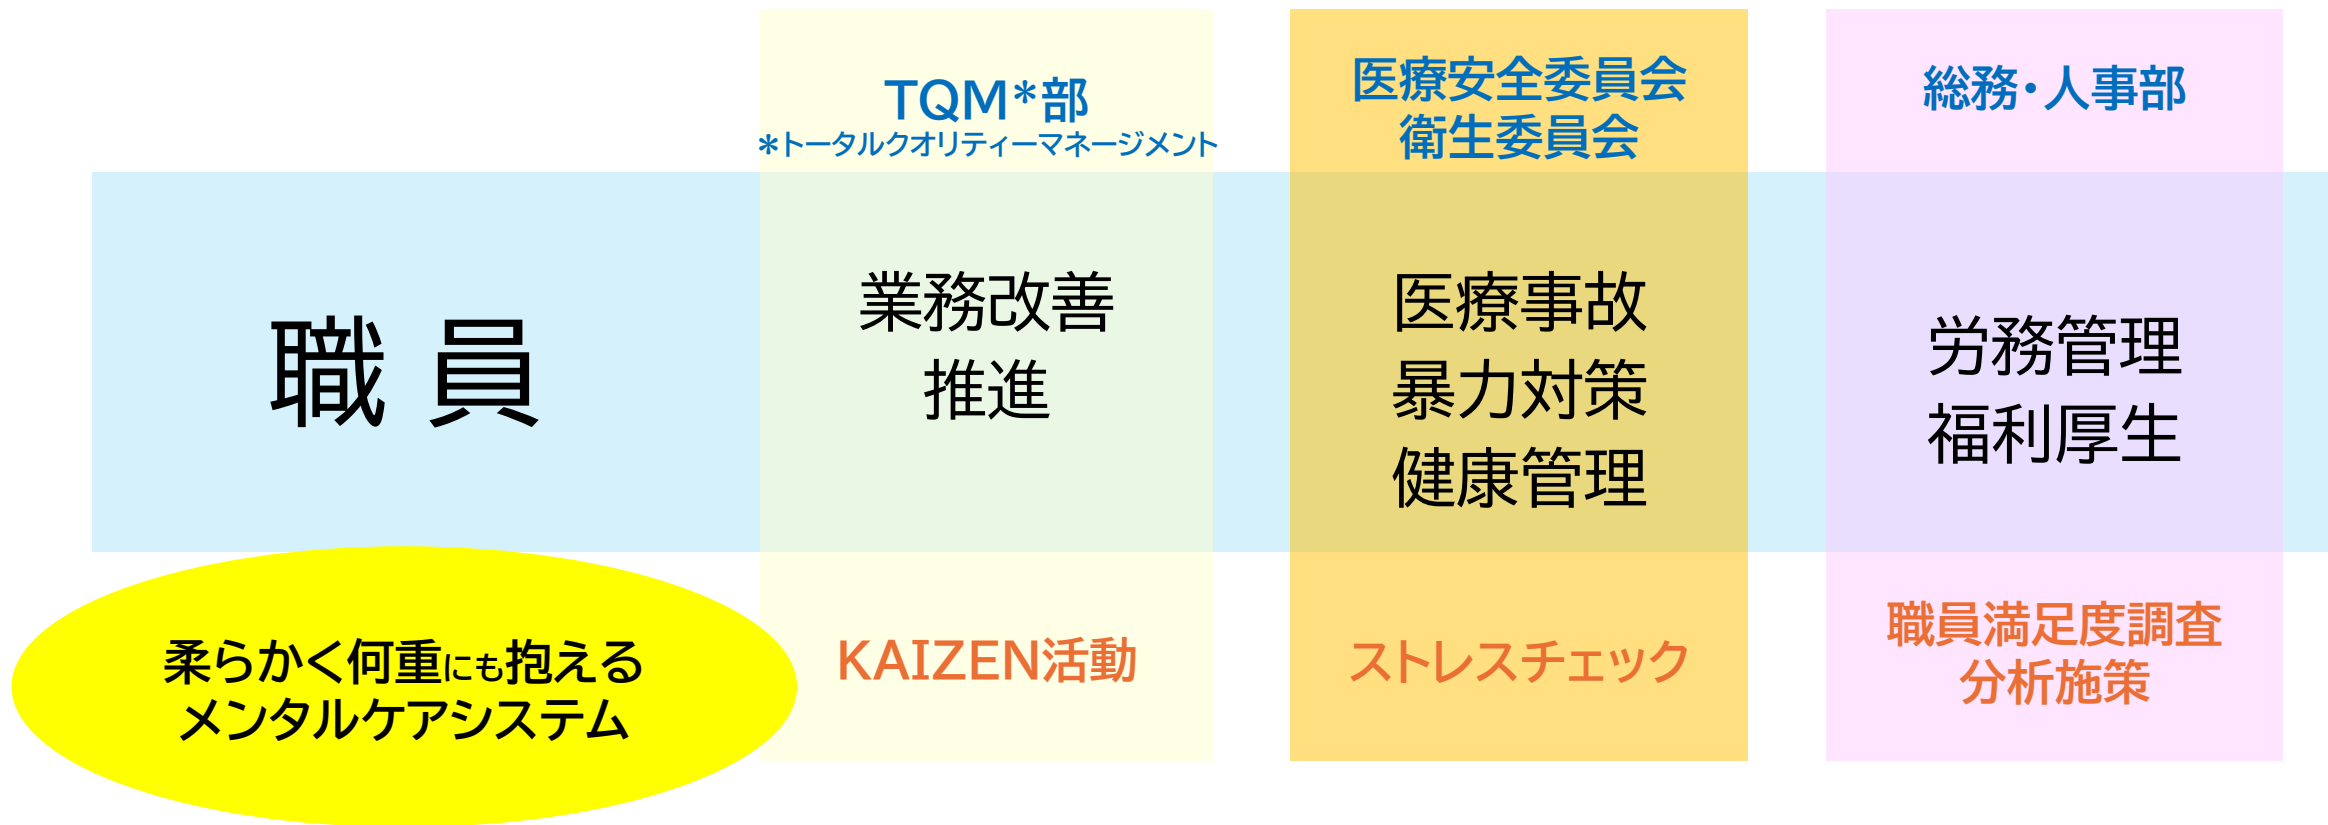 TQM*部
*トータルクオリティーマネージメント
医療安全委員会
衛生委員会
総務・人事部
職 員
業務改善
推進
医療事故
暴力対策
健康管理
労務管理
福利厚生
柔らかく何重にも抱える
メンタルケアシステム
KAIZEN活動
ストレスチェック
職員満足度調査
分析施策